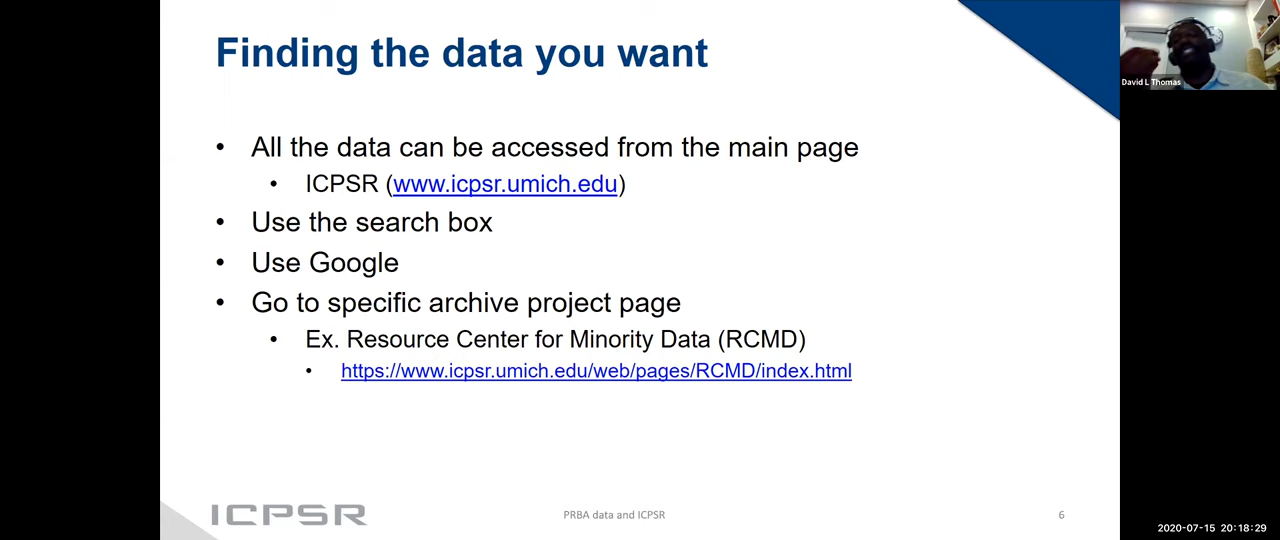 Finding the data you want
David L Thomas
• All the data can be accessed from the main page
• ICPSR (www.icpsr.umich.edu)
• Use the search box
• Use Google
• Go to specific archive project page
• Ex. Resource Center for Minority Data (RCMD)
• https://www.icpsr.umich.edu/web/pages/RCMD/index.html
ICPSR
PRBA data and ICPSR
6
2020-07-15 20:18:29